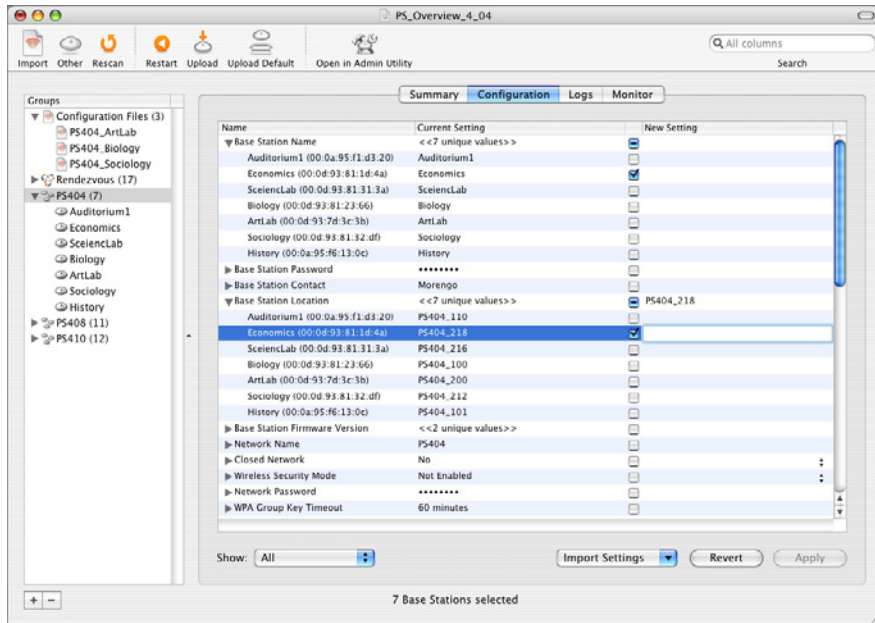 PS_Overview_4_04
Import Other Rescan Restart Upload Upload Default Open in Admin Utility
All columns
Search
Summary Configuration Logs Monitor
Groups
Configuration Files (3)
PS404_ArtLab
PS404_Biology
PS404_Sociology
Rendezvous (17)
PS404 (7)
Auditorium1
Economics
SceiencLab
Biology
ArtLab
Sociology
History
PS408 (11)
PS410 (12)
Name Current Setting New Setting
Base Station Name <<7 unique values>>
Auditorium1 (00:0a:95:f1:d3:20) Auditorium1
Economics (00:0d:93:81:1d:4a) Economics
SceiencLab (00:0d:93:81:31:3a) SceiencLab
Biology (00:0d:93:81:23:66) Biology
ArtLab (00:0d:93:7d:3c:3b) ArtLab
Sociology (00:0d:93:81:32:df) Sociology
History (00:0a:95:f6:13:0c) History
Base Station Password ••••••••
Base Station Contact Morengo
Base Station Location <<7 unique values>> PS404_218
Auditorium1 (00:0a:95:f1:d3:20) PS404_110
Economics (00:0d:93:81:1d:4a) PS404_218
SceiencLab (00:0d:93:81:31:3a) PS404_216
Biology (00:0d:93:81:23:66) PS404_100
ArtLab (00:0d:93:7d:3c:3b) PS404_200
Sociology (00:0d:93:81:32:df) PS404_212
History (00:0a:95:f6:13:0c) PS404_101
Base Station Firmware Version <<2 unique values>>
Network Name PS404
Closed Network No
Wireless Security Mode Not Enabled
Network Password ••••••••
WPA Group Key Timeout 60 minutes
Show: All Import Settings Revert Apply
+ − 7 Base Stations selected